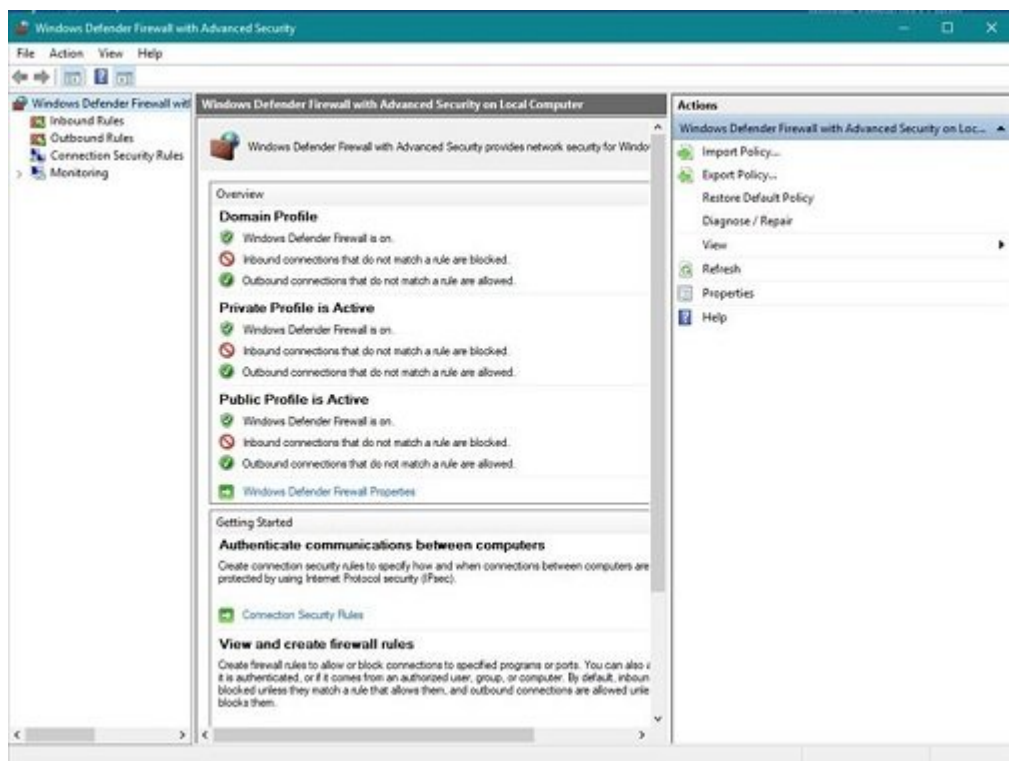 Windows Defender Firewall with Advanced Security
File Action View Help
Windows Defender Firewall witl
Inbound Rules
Outbound Rules
Connection Security Rules
Monitoring
Windows Defender Firewall with Advanced Security on Local Computer
Windows Defender Firewall with Advanced Security provides network security for Windo
Overview
Domain Profile
Windows Defender Firewall is on.
Inbound connections that do not match a rule are blocked.
Outbound connections that do not match a rule are allowed.
Private Profile is Active
Windows Defender Firewall is on.
Inbound connections that do not match a rule are blocked.
Outbound connections that do not match a rule are allowed.
Public Profile is Active
Windows Defender Firewall is on.
Inbound connections that do not match a rule are blocked.
Outbound connections that do not match a rule are allowed.
Windows Defender Firewall Properties
Getting Started
Authenticate communications between computers
Create connection security rules to specify how and when connections between computers are
protected by using Internet Protocol security (IPsec).
Connection Security Rules
View and create firewall rules
Create firewall rules to allow or block connections to specified programs or ports. You can also a
it is authenticated, or if it comes from an authorized user, group, or computer. By default, inboun
blocked unless they match a rule that allows them, and outbound connections are allowed unle
blocks them.
Actions
Windows Defender Firewall with Advanced Security on Loc...
Import Policy...
Export Policy...
Restore Default Policy
Diagnose / Repair
View
Refresh
Properties
Help